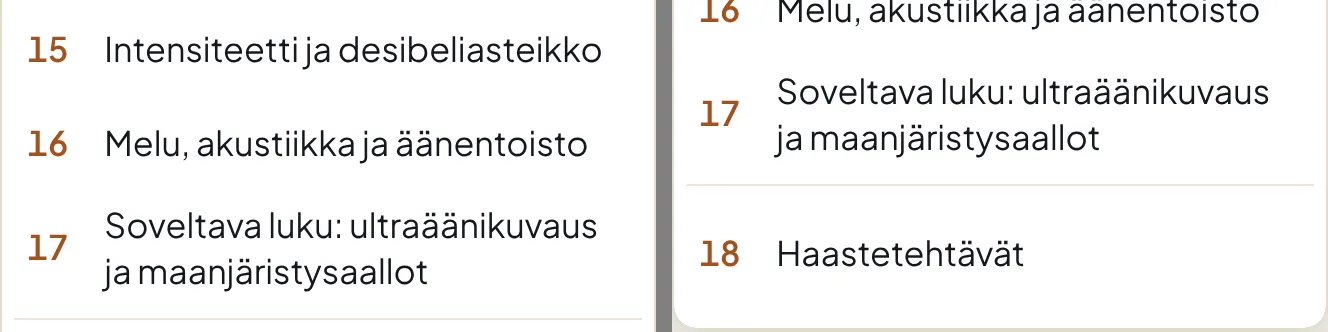 15 Intensiteetti ja desibeliasteikko
16 Melu, akustiikka ja äänentoisto
17 Soveltava luku: ultraäänikuvaus
ja maanjäristysaallot
16 Melu, akustiikka ja äänentoisto
17 Soveltava luku: ultraäänikuvaus
ja maanjäristysaallot
18 Haastetehtävät